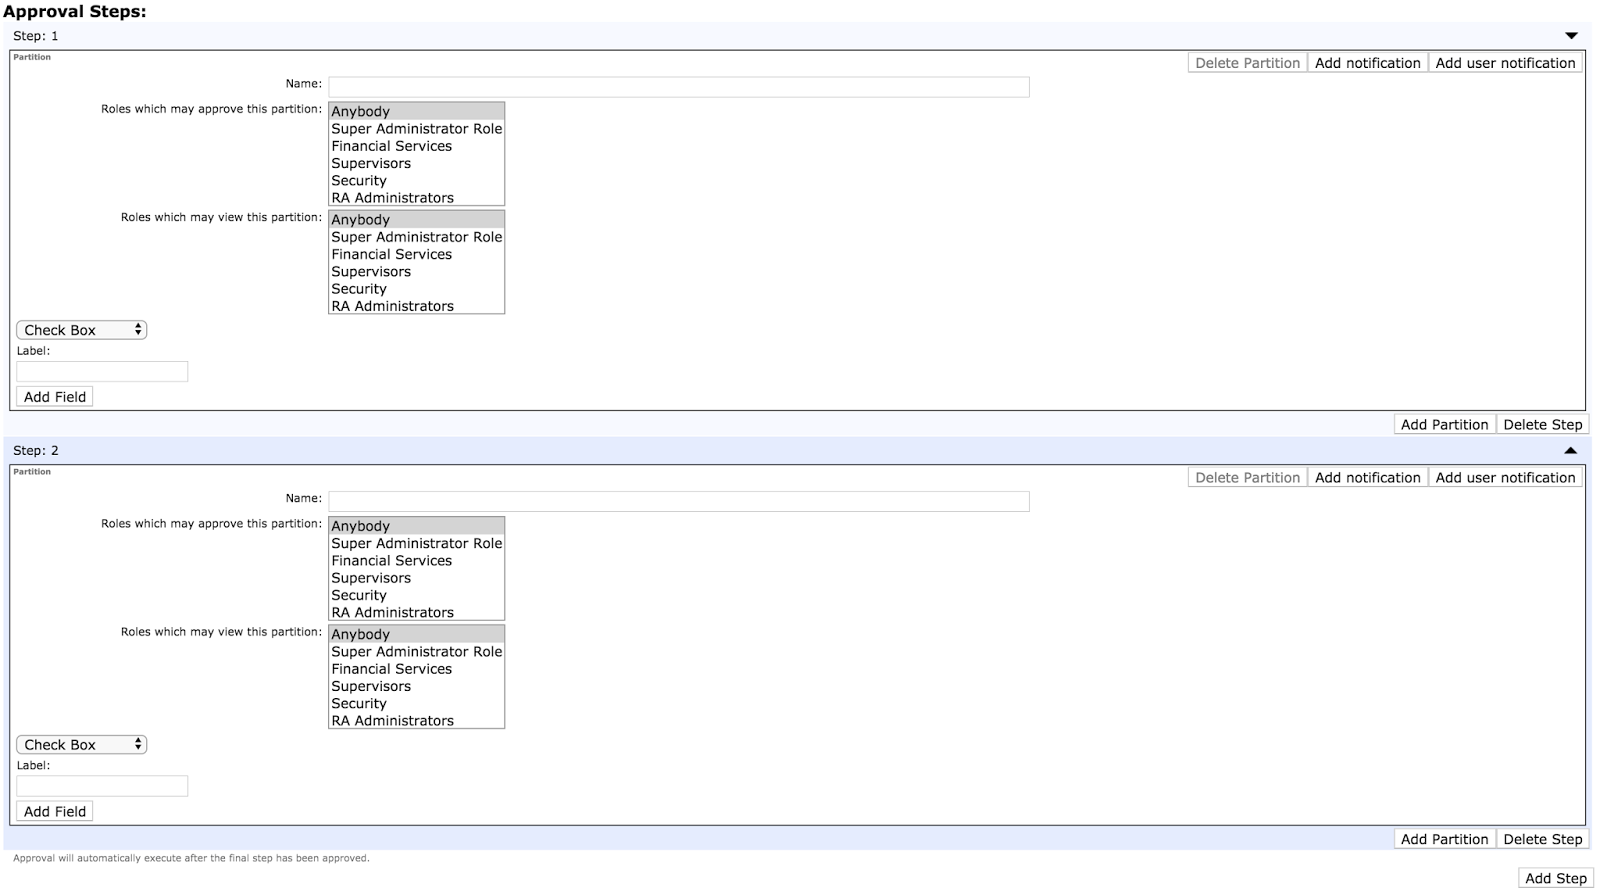 Approval Steps:
Step: 1
Partition
Delete Partition Add notification Add user notification
Name:
Roles which may approve this partition:
Anybody
Super Administrator Role
Financial Services
Supervisors
Security
RA Administrators
Roles which may view this partition:
Anybody
Super Administrator Role
Financial Services
Supervisors
Security
RA Administrators
Check Box
Label:
Add Field
Add Partition Delete Step
Step: 2
Partition
Delete Partition Add notification Add user notification
Name:
Roles which may approve this partition:
Anybody
Super Administrator Role
Financial Services
Supervisors
Security
RA Administrators
Roles which may view this partition:
Anybody
Super Administrator Role
Financial Services
Supervisors
Security
RA Administrators
Check Box
Label:
Add Field
Add Partition Delete Step
Approval will automatically execute after the final step has been approved.
Add Step